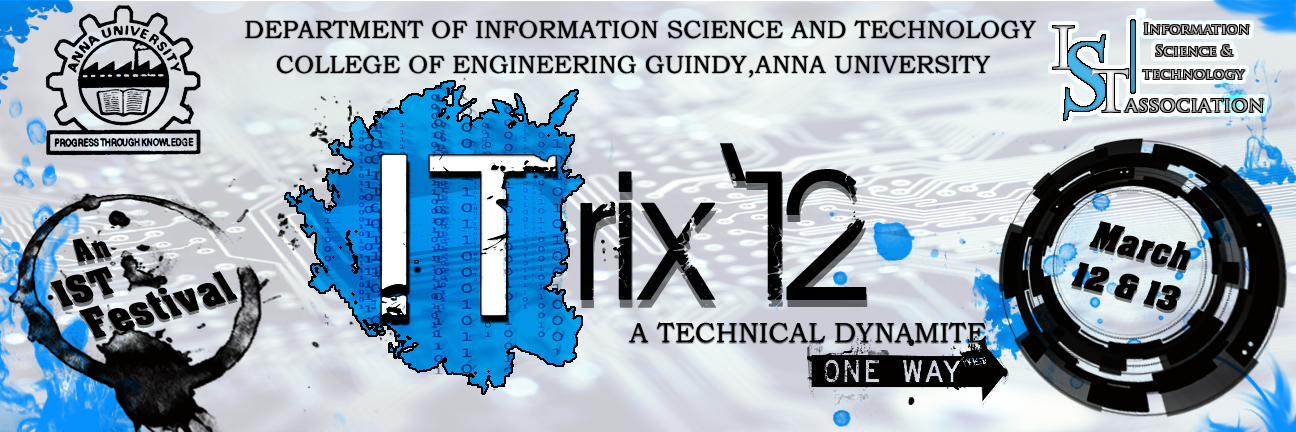 DEPARTMENT OF INFORMATION SCIENCE AND TECHNOLOGY
COLLEGE OF ENGINEERING GUINDY,ANNA UNIVERSITY
ANNA UNIVERSITY
PROGRESS THROUGH KNOWLEDGE
IST
INFORMATION
SCIENCE &
TECHNOLOGY
ASSOCIATION
An
IST
Festival
ITrix '12
A TECHNICAL DYNAMITE
ONE WAY
March
12 & 13